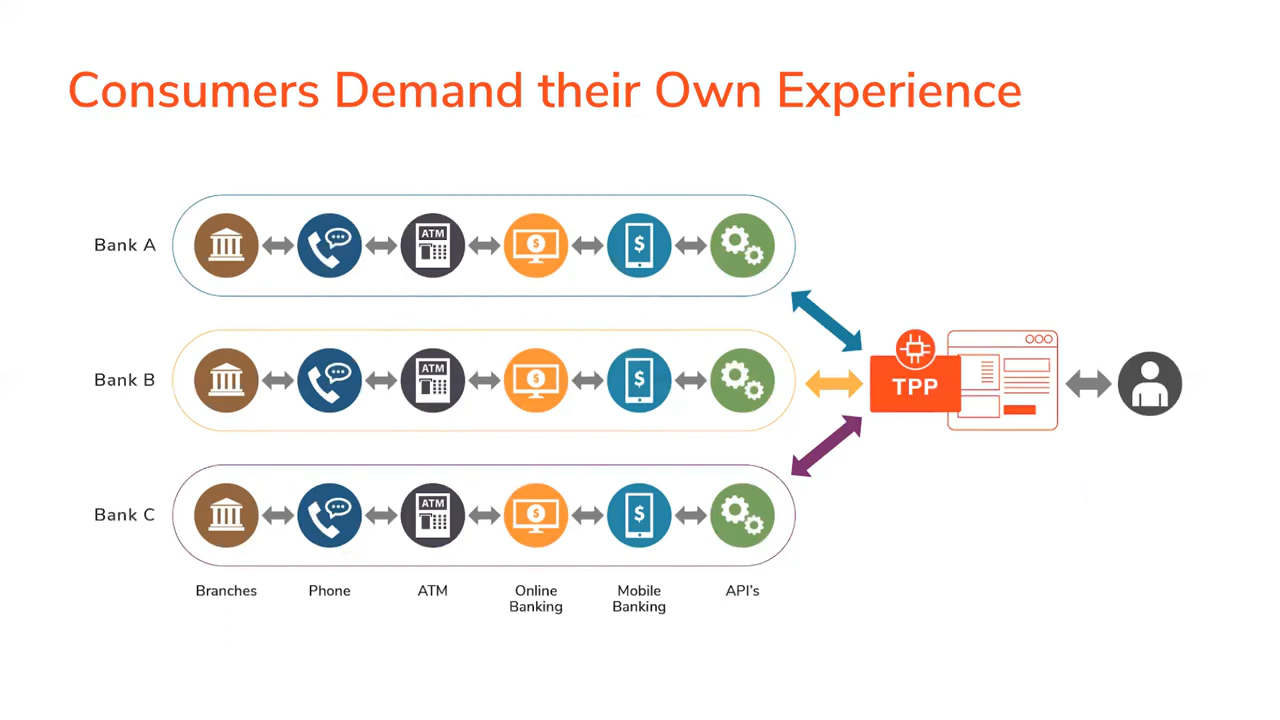 Consumers Demand their Own Experience
Bank A
ATM
$
$
Bank B
ATM
$
$
TPP
Bank C
ATM
$
$
Branches
Phone
ATM
Online
Banking
Mobile
Banking
API's